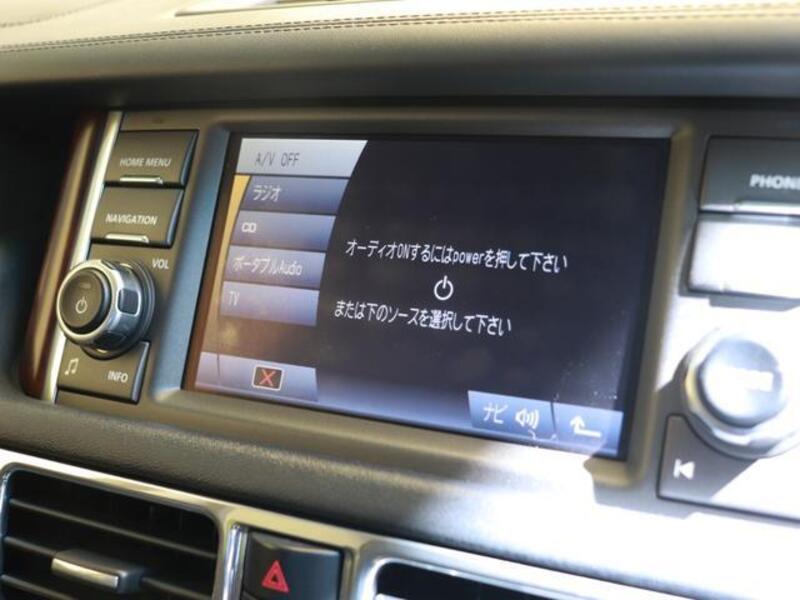 HOME MENU
NAVIGATION
VOL
INFO
A/V OFF
ラジオ
CD
ポータブルAudio
TV
オーディオONするにはpowerを押して下さい
または下のソースを選択して下さい
ナビ
PHONE